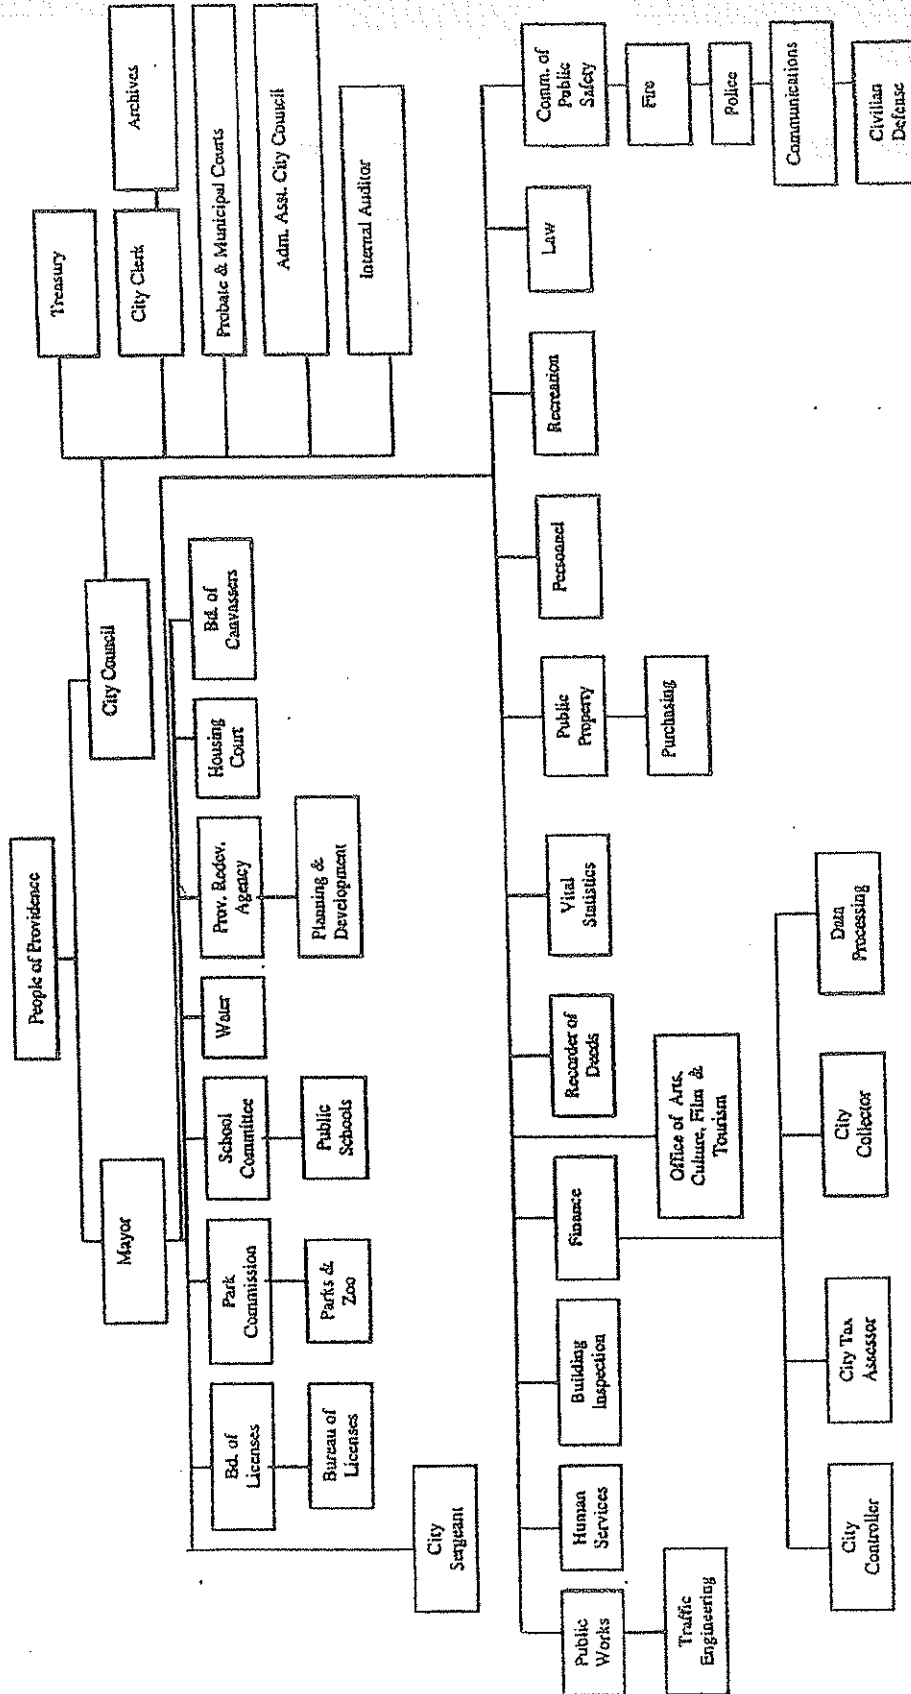 People of Providence
Mayor
City Council
Treasury
City Clerk
Archives
Probate & Municipal Courts
Adm. Asst. City Council
Internal Auditor
City
Sergeant
Bd. of
Licenses
Bureau of
Licenses
Park
Commission
Parks &
Zoo
School
Committee
Public
Schools
Water
Prov. Redev.
Agency
Planning &
Development
Housing
Court
Bd. of
Canvassers
Public
Works
Traffic
Engineering
Human
Services
Building
Inspection
Finance
City
Controller
City Tax
Assessor
City
Collector
Data
Processing
Office of Arts,
Culture, Film &
Tourism
Recorder of
Deeds
Vital
Statistics
Public
Property
Purchasing
Personnel
Recreation
Law
Comm. of
Public
Safety
Fire
Police
Communications
Civilian
Defense